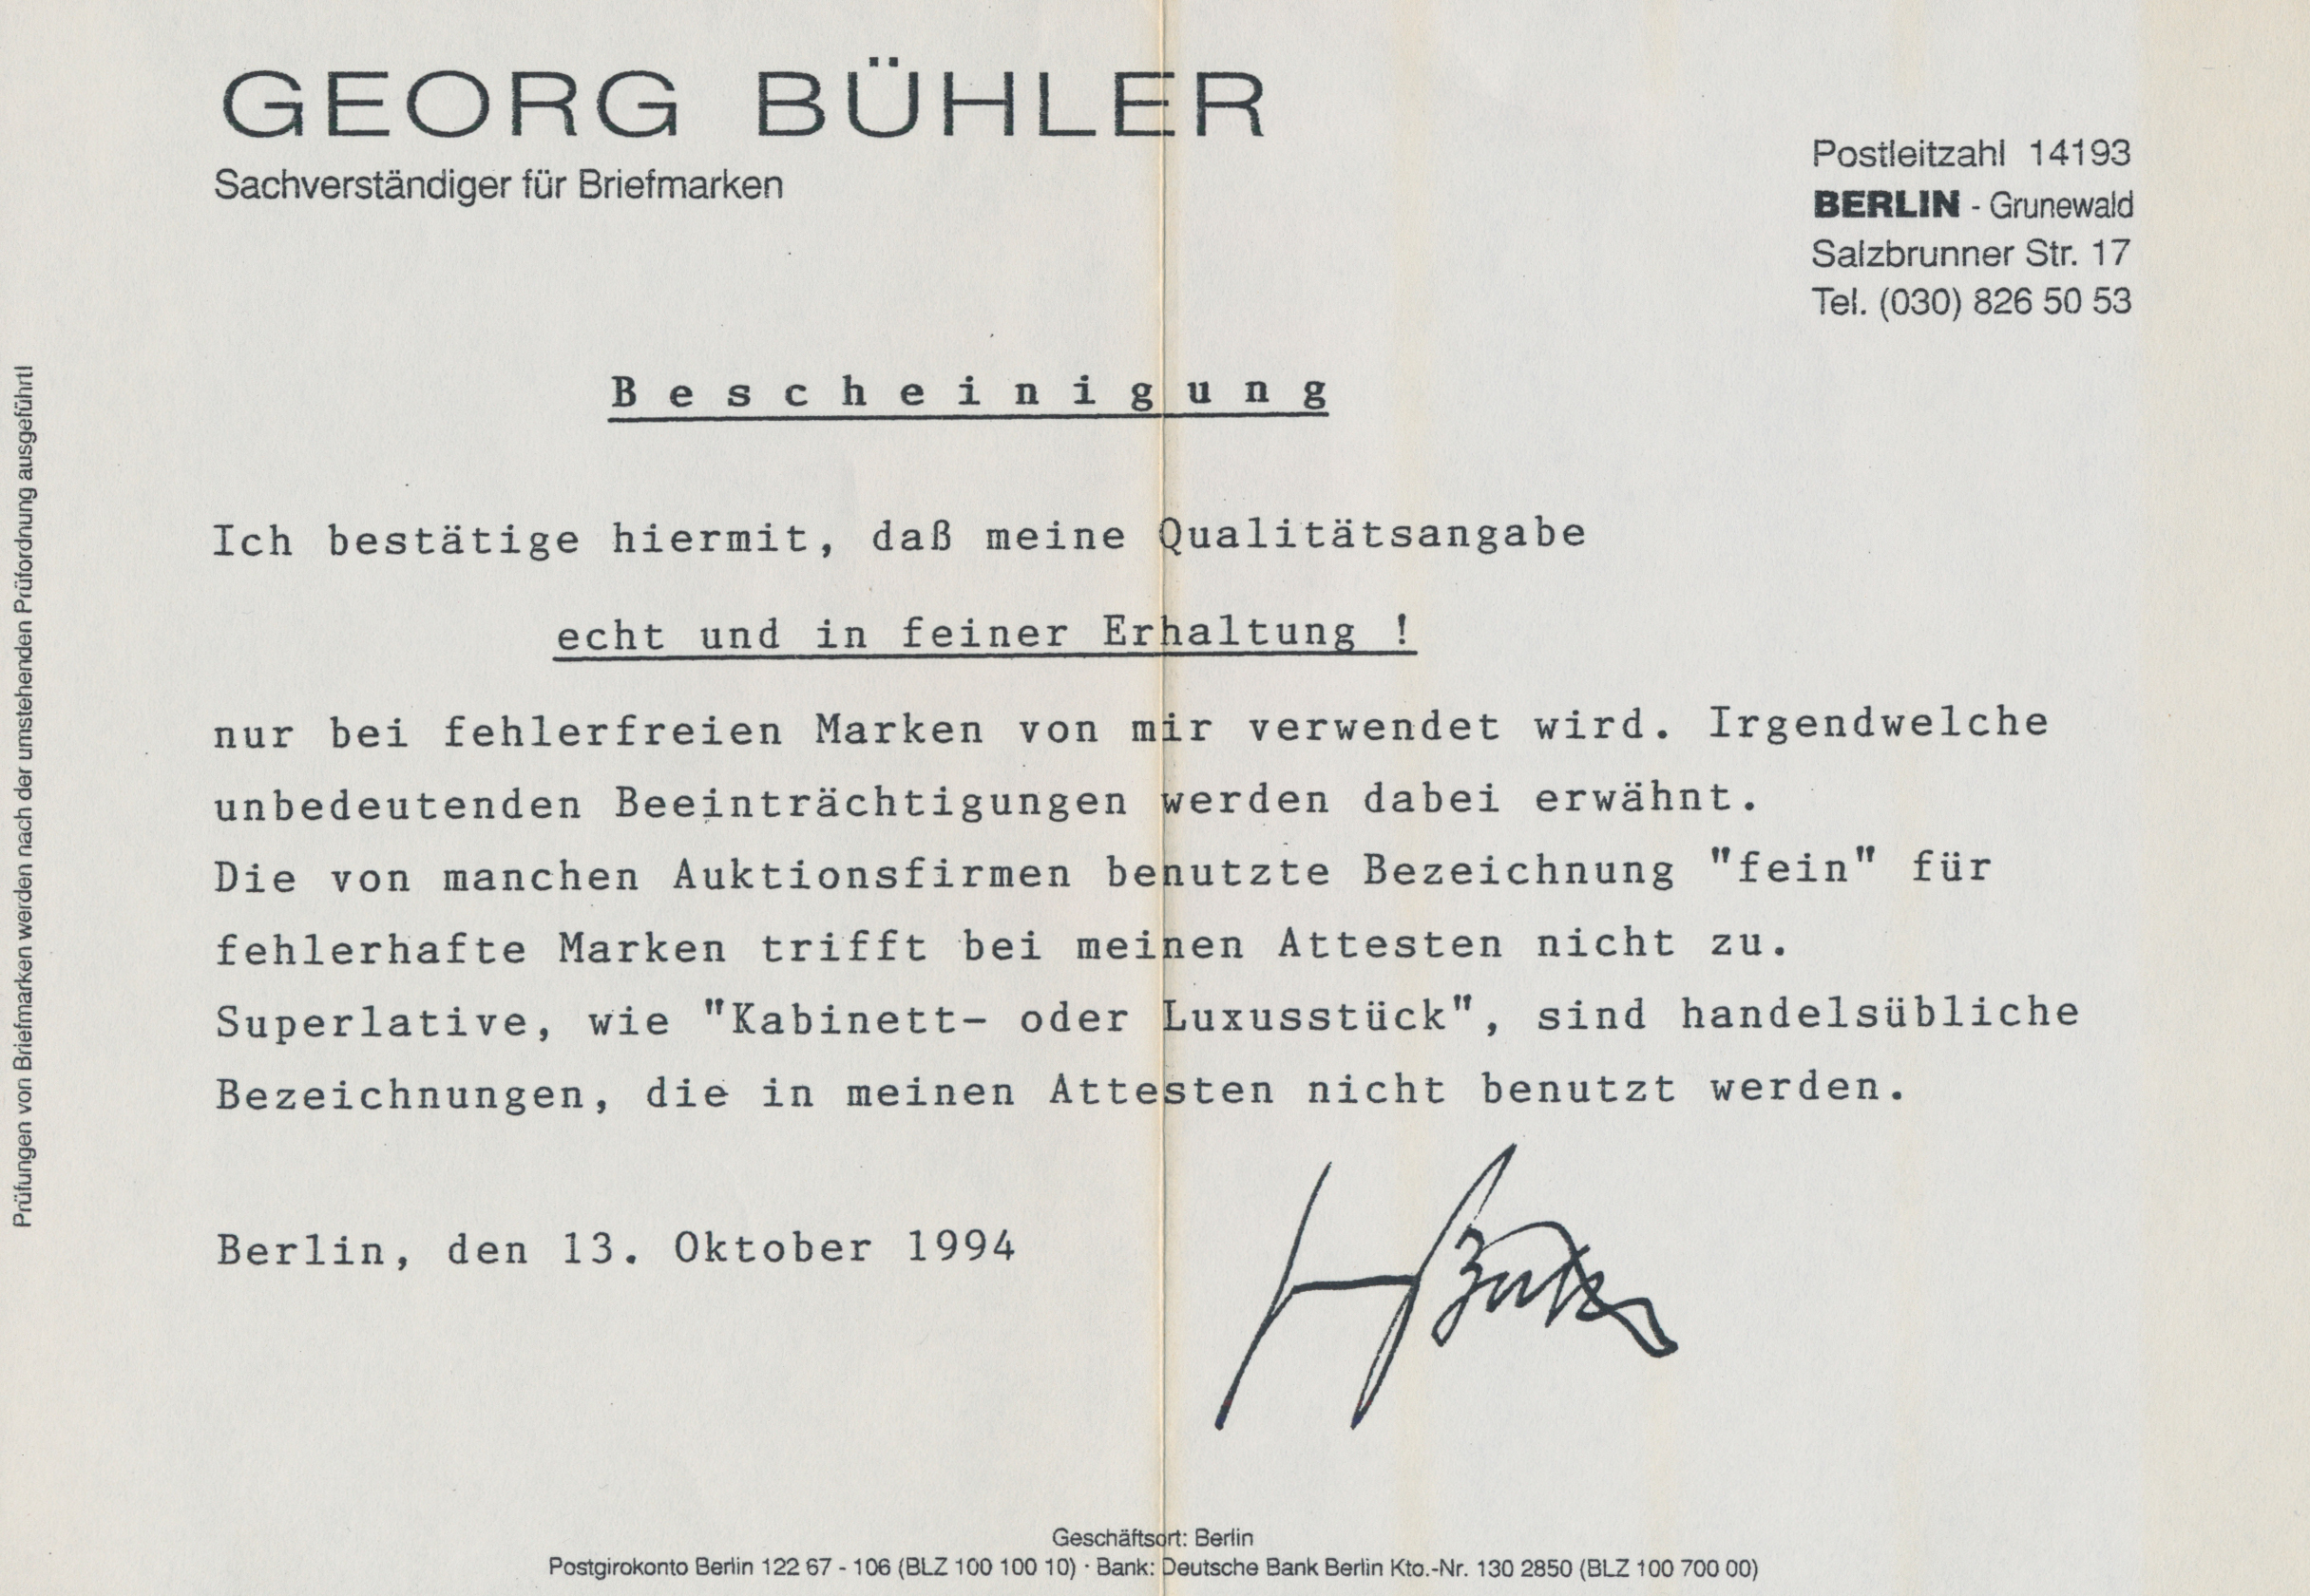 GEORG BÜHLER
Sachverständiger für Briefmarken
Postleitzahl 14193
BERLIN - Grunewald
Salzbrunner Str. 17
Tel. (030) 826 50 53
Bescheinigung
Ich bestätige hiermit, daß meine Qualitätsangabe
echt und in feiner Erhaltung !
nur bei fehlerfreien Marken von mir verwendet wird. Irgendwelche
unbedeutenden Beeinträchtigungen werden dabei erwähnt.
Die von manchen Auktionsfirmen benutzte Bezeichnung "fein" für
fehlerhafte Marken trifft bei meinen Attesten nicht zu.
Superlative, wie "Kabinett- oder Luxusstück", sind handelsübliche
Bezeichnungen, die in meinen Attesten nicht benutzt werden.
Berlin, den 13. Oktober 1994
Prüfungen von Briefmarken werden nach der umstehenden Prüfordnung ausgeführt!
Geschäftsort: Berlin
Postgirokonto Berlin 122 67 - 106 (BLZ 100 100 10) · Bank: Deutsche Bank Berlin Kto.-Nr. 130 2850 (BLZ 100 700 00)